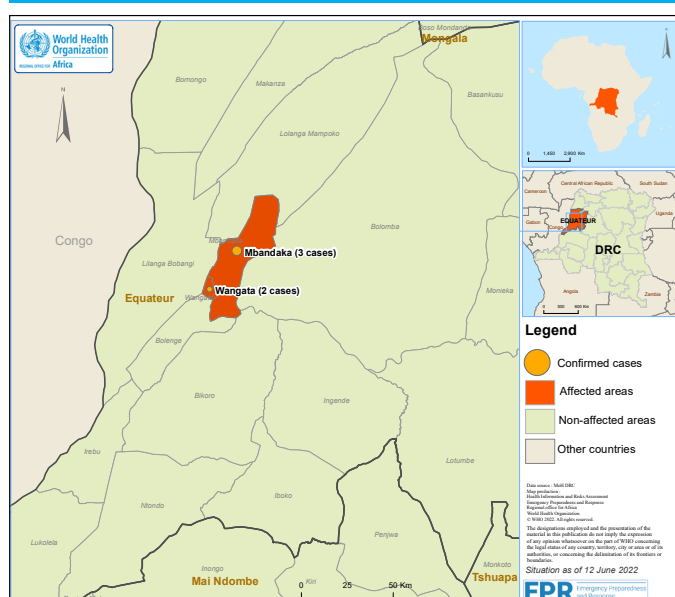 World Health
Organization
REGIONAL OFFICE FOR Africa
N
Boso Mondanda
Mongala
Bomongo
Makanza
Basankusu
Lolanga Mampoko
Congo
Bolomba
Mbandaka (3 cases)
Lilanga Bobangi
Wangata (2 cases)
Equateur
Monieka
Bolenge
Bikoro
Ingende
Irebu
Lotumbe
Iboko
Ntondo
Lukolela
Penjwa
Inongo
Mai Ndombe
Kiri
Monkoto
Tshuapa
0 25 50 Km
N
0 1,450 2,900 Km
Central African Republic
South Sudan
Cameroon
EQUATEUR
Uganda
Gabon
Congo
DRC
Angola
Zambia
0 300 600 Km
Legend
Confirmed cases
Affected areas
Non-affected areas
Other countries
Data source : MoH DRC
Map production :
Health Information and Risks Assessment
Emergency Preparedness and Response
Regional office for Africa
World Health Organization
© WHO 2022. All rights reserved.
The designations employed and the presentation of the
material in this publication do not imply the expression
of any opinion whatsoever on the part of WHO concerning
the legal status of any country, territory, city or area or of its
authorities, or concerning the delimitation of its frontiers or
boundaries.
Situation as of 12 June 2022
EPR
Emergency Preparedness
and Response